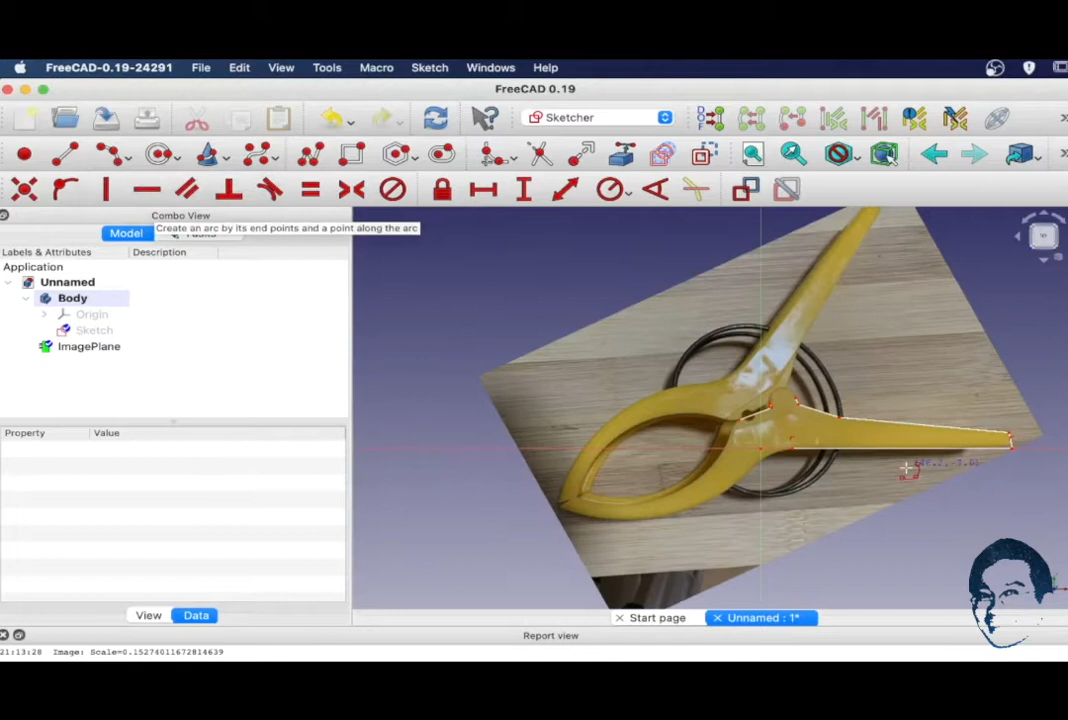 FreeCAD-0.19-24291 File Edit View Tools Macro Sketch Windows Help
FreeCAD 0.19
Sketcher
Combo View
Create an arc by its end points and a point along the arc
Model
Labels & Attributes Description
Application
Unnamed
Body
Origin
Sketch
ImagePlane
Property Value
View Data
Start page Unnamed : 1*
Report view
21:13:28 Image: Scale=0.15274011672814639